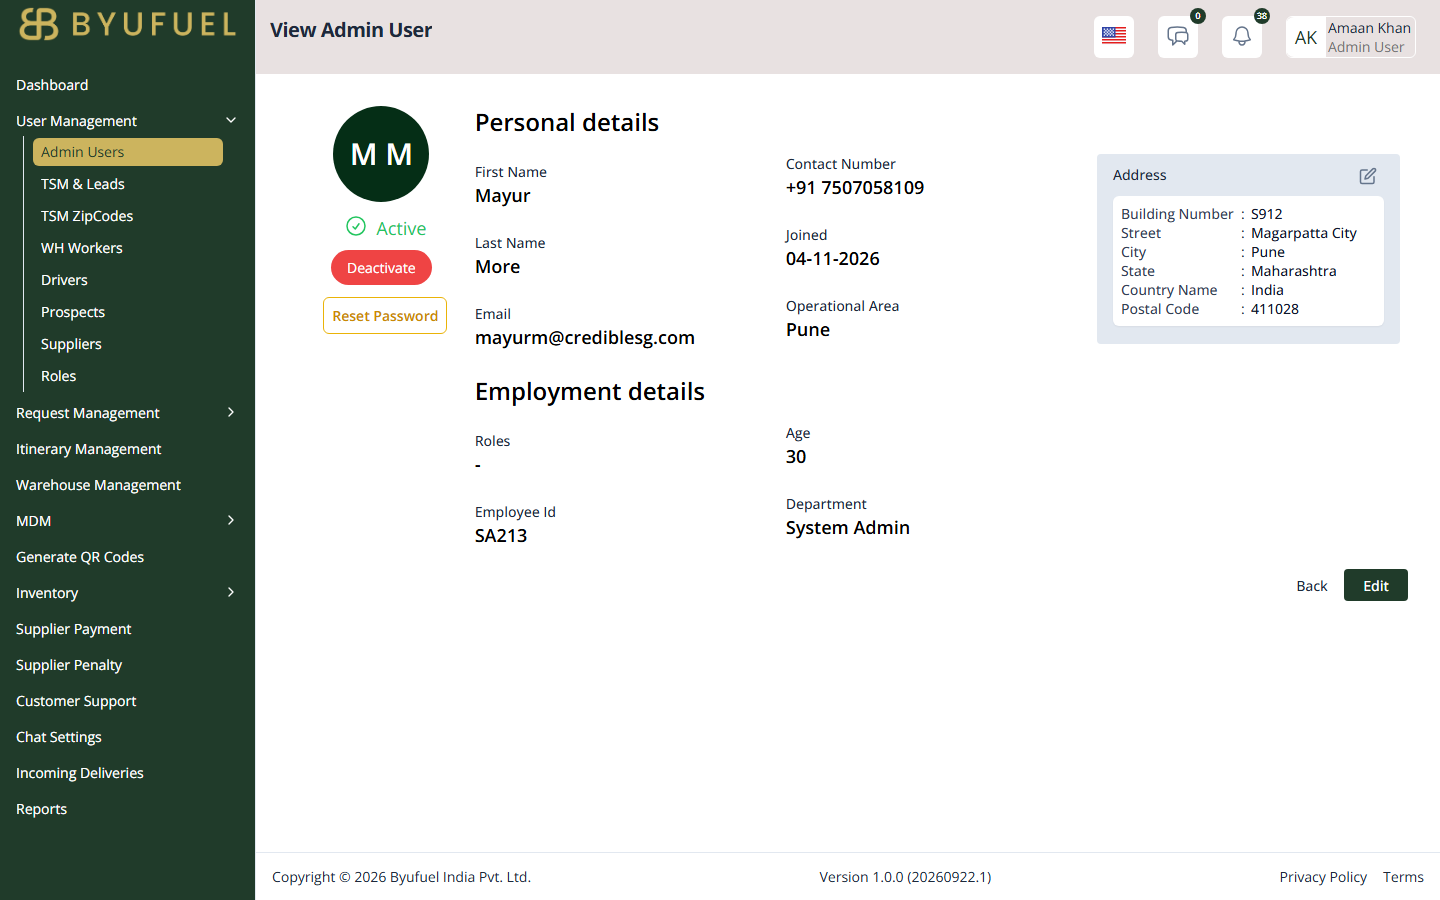 BYUFUEL
Dashboard
User Management
Admin Users
TSM & Leads
TSM ZipCodes
WH Workers
Drivers
Prospects
Suppliers
Roles
Request Management
Itinerary Management
Warehouse Management
MDM
Generate QR Codes
Inventory
Supplier Payment
Supplier Penalty
Customer Support
Chat Settings
Incoming Deliveries
Reports
View Admin User
0
38
AK
Amaan Khan
Admin User
M M
Active
Deactivate
Reset Password
Personal details
First Name
Mayur
Last Name
More
Email
mayurm@crediblesg.com
Contact Number
+91 7507058109
Joined
04-11-2026
Operational Area
Pune
Address
Building Number : S912
Street : Magarpatta City
City : Pune
State : Maharashtra
Country Name : India
Postal Code : 411028
Employment details
Roles
-
Employee Id
SA213
Age
30
Department
System Admin
Back
Edit
Copyright © 2026 Byufuel India Pvt. Ltd.
Version 1.0.0 (20260922.1)
Privacy Policy
Terms